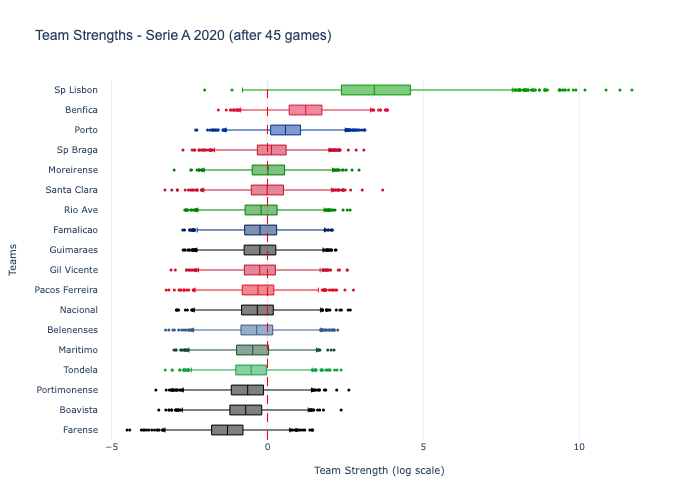 Team Strengths - Serie A 2020 (after 45 games)
Sp Lisbon
Benfica
Porto
Sp Braga
Moreirense
Santa Clara
Rio Ave
Famalicao
Guimaraes
Gil Vicente
Pacos Ferreira
Nacional
Belenenses
Maritimo
Tondela
Portimonense
Boavista
Farense
Teams
−5 0 5 10
Team Strength (log scale)